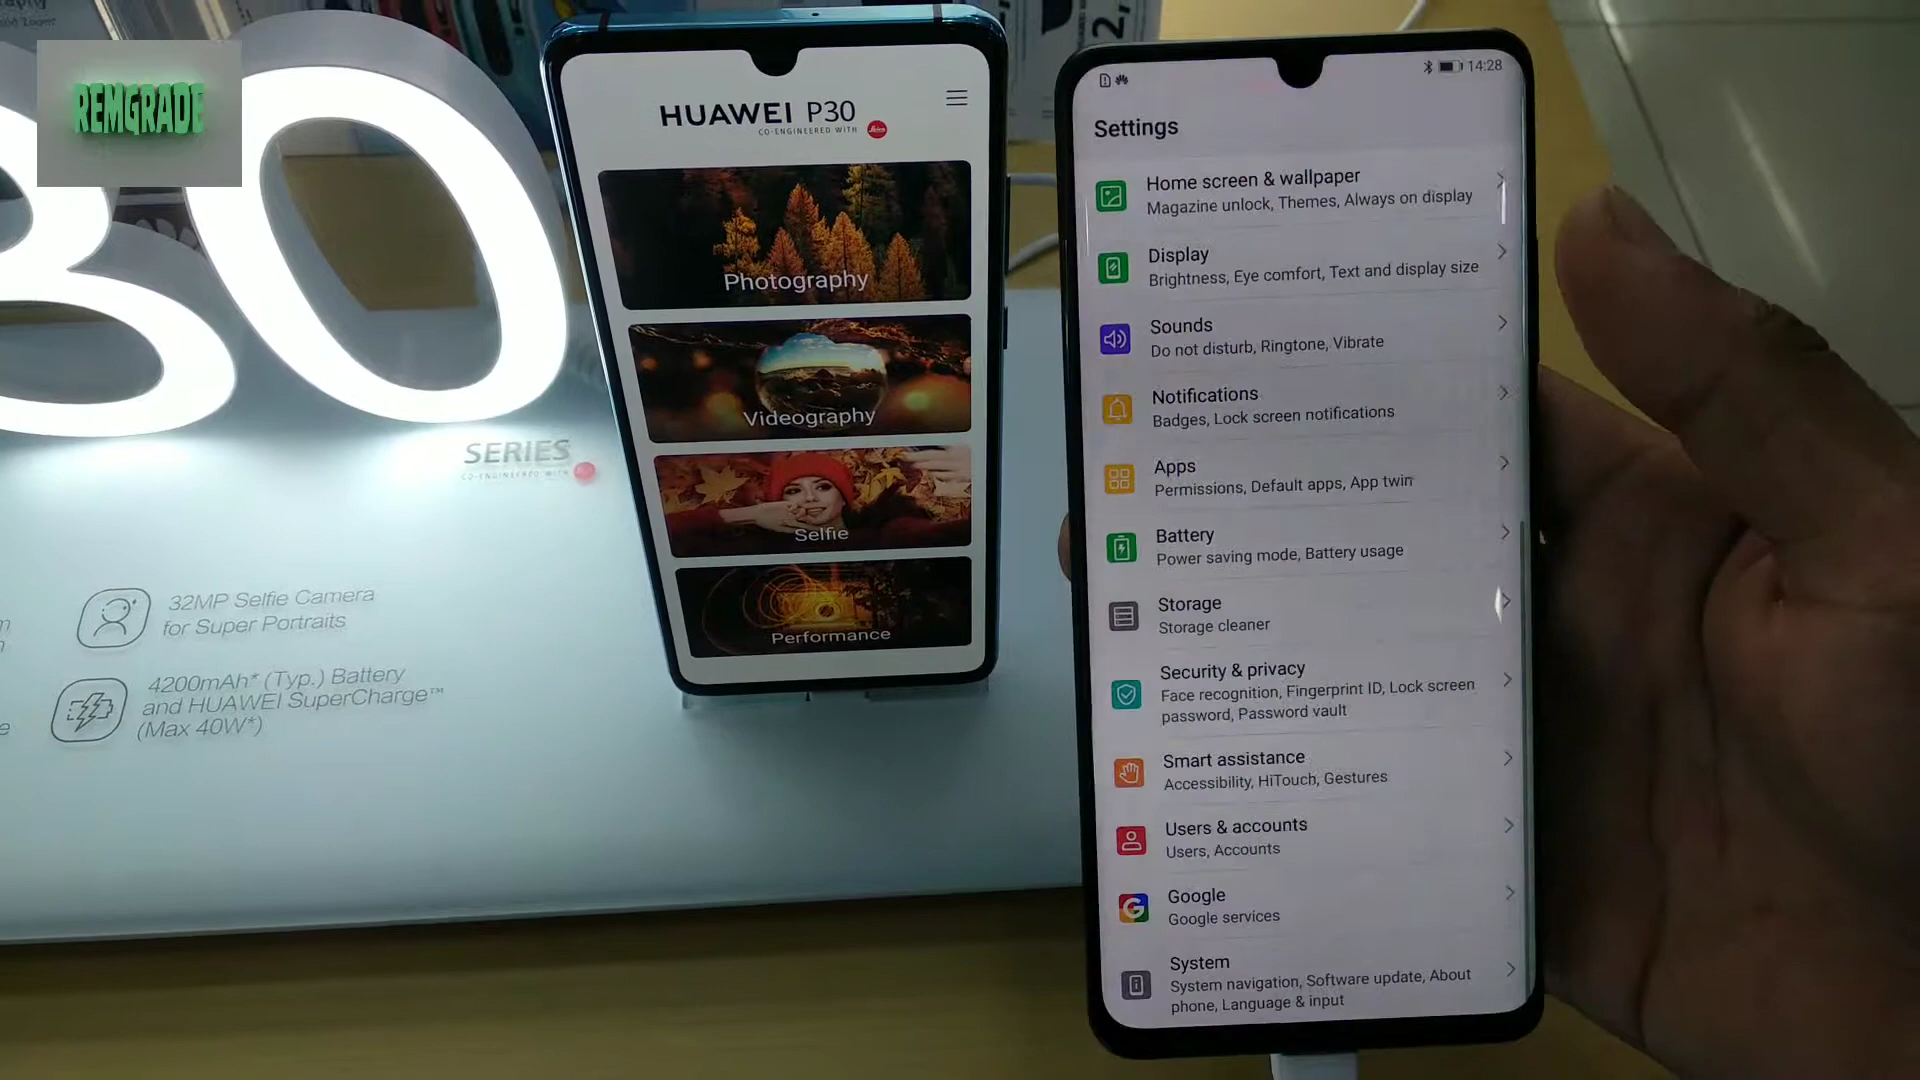 REMGRADE
30
SERIES
CO-ENGINEERED WITH
32MP Selfie Camera
for Super Portraits
4200mAh* (Typ.) Battery
and HUAWEI SuperCharge™
(Max 40W*)
HUAWEI P30
CO-ENGINEERED WITH
Photography
Videography
Selfie
Performance
14:28
Settings
Home screen & wallpaper
Magazine unlock, Themes, Always on display
Display
Brightness, Eye comfort, Text and display size
Sounds
Do not disturb, Ringtone, Vibrate
Notifications
Badges, Lock screen notifications
Apps
Permissions, Default apps, App twin
Battery
Power saving mode, Battery usage
Storage
Storage cleaner
Security & privacy
Face recognition, Fingerprint ID, Lock screen
password, Password vault
Smart assistance
Accessibility, HiTouch, Gestures
Users & accounts
Users, Accounts
Google
Google services
System
System navigation, Software update, About
phone, Language & input